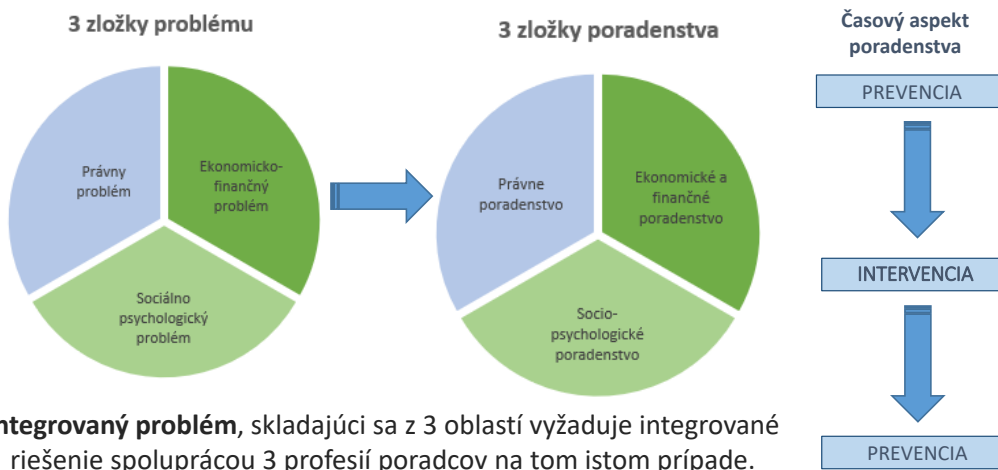 3 zložky problému
Právny
problém
Ekonomicko-
finančný
problém
Sociálno
psychologický
problém
3 zložky poradenstva
Právne
poradenstvo
Ekonomické a
finančné
poradenstvo
Socio-
psychologické
poradenstvo
Časový aspekt
poradenstva
PREVENCIA
INTERVENCIA
PREVENCIA
ntegrovaný problém, skladajúci sa z 3 oblastí vyžaduje integrované
riešenie spoluprácou 3 profesií poradcov na tom istom prípade.